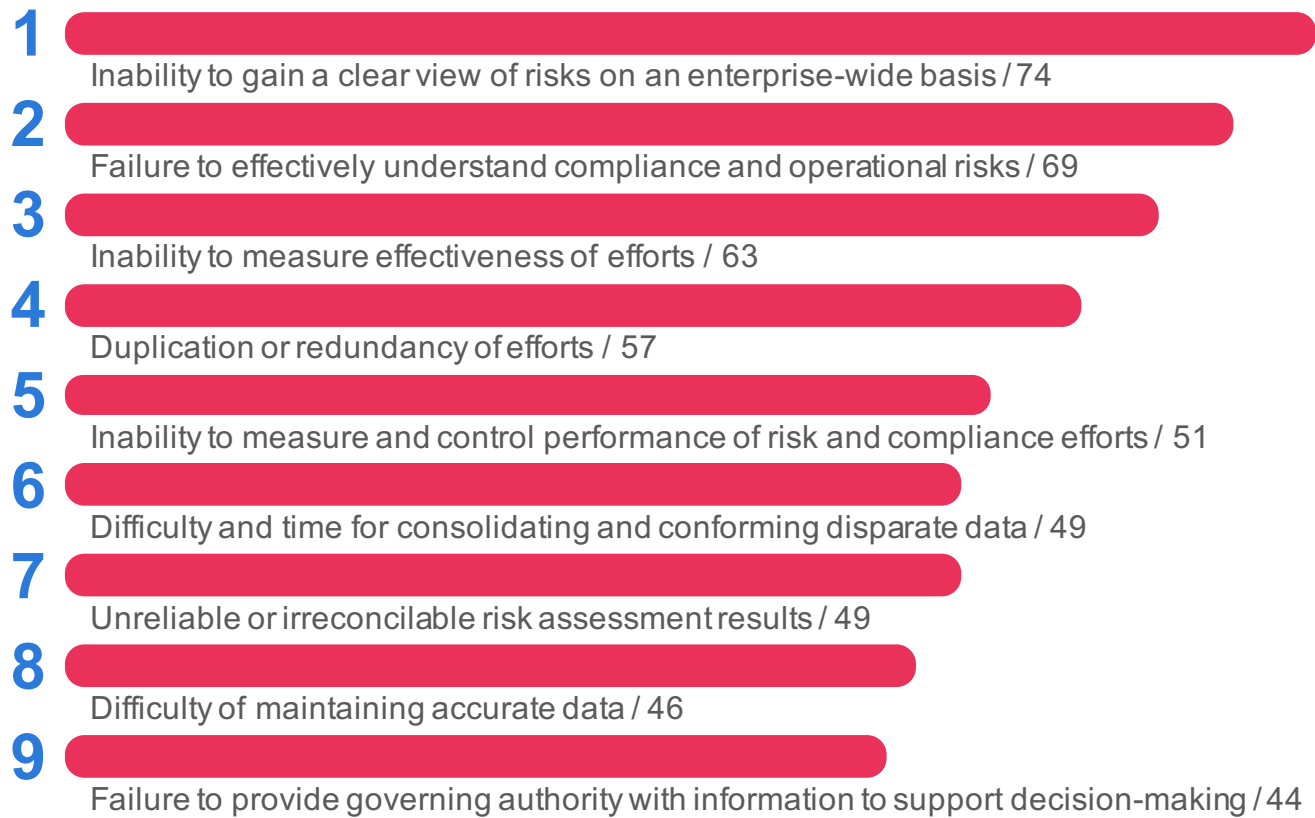 1
Inability to gain a clear view of risks on an enterprise-wide basis / 74
2
Failure to effectively understand compliance and operational risks / 69
3
Inability to measure effectiveness of efforts / 63
4
Duplication or redundancy of efforts / 57
5
Inability to measure and control performance of risk and compliance efforts / 51
6
Difficulty and time for consolidating and conforming disparate data / 49
7
Unreliable or irreconcilable risk assessment results / 49
8
Difficulty of maintaining accurate data / 46
9
Failure to provide governing authority with information to support decision-making / 44